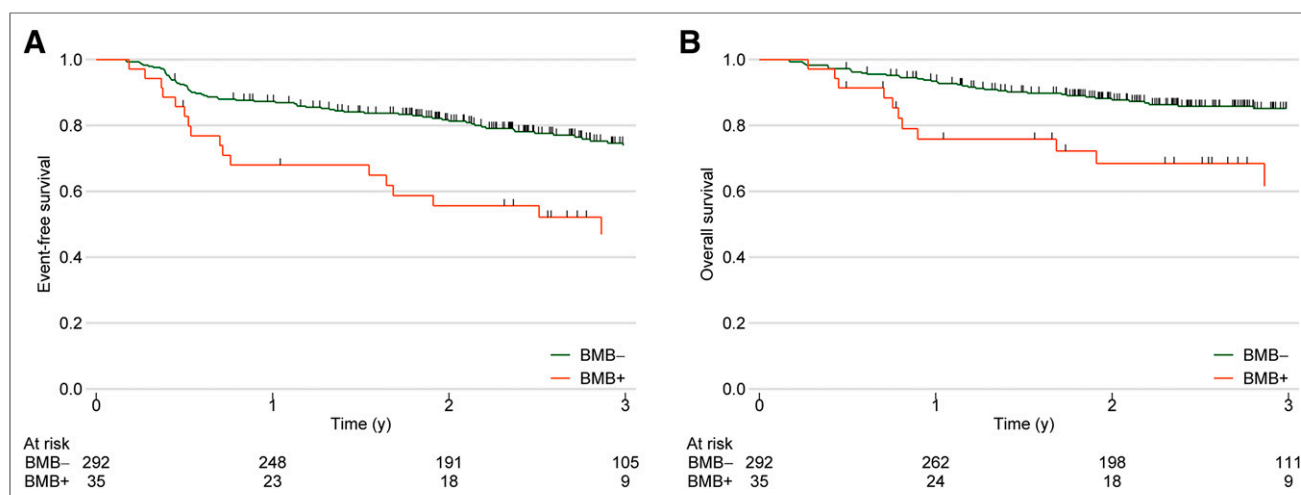 A
1.0
0.8
0.6
0.4
0.2
0.0
Event-free survival
BMB–
BMB+
0 1 2 3
Time (y)
At risk
BMB– 292 248 191 105
BMB+ 35 23 18 9
B
1.0
0.8
0.6
0.4
0.2
0.0
Overall survival
BMB–
BMB+
0 1 2 3
Time (y)
At risk
BMB– 292 262 198 111
BMB+ 35 24 18 9